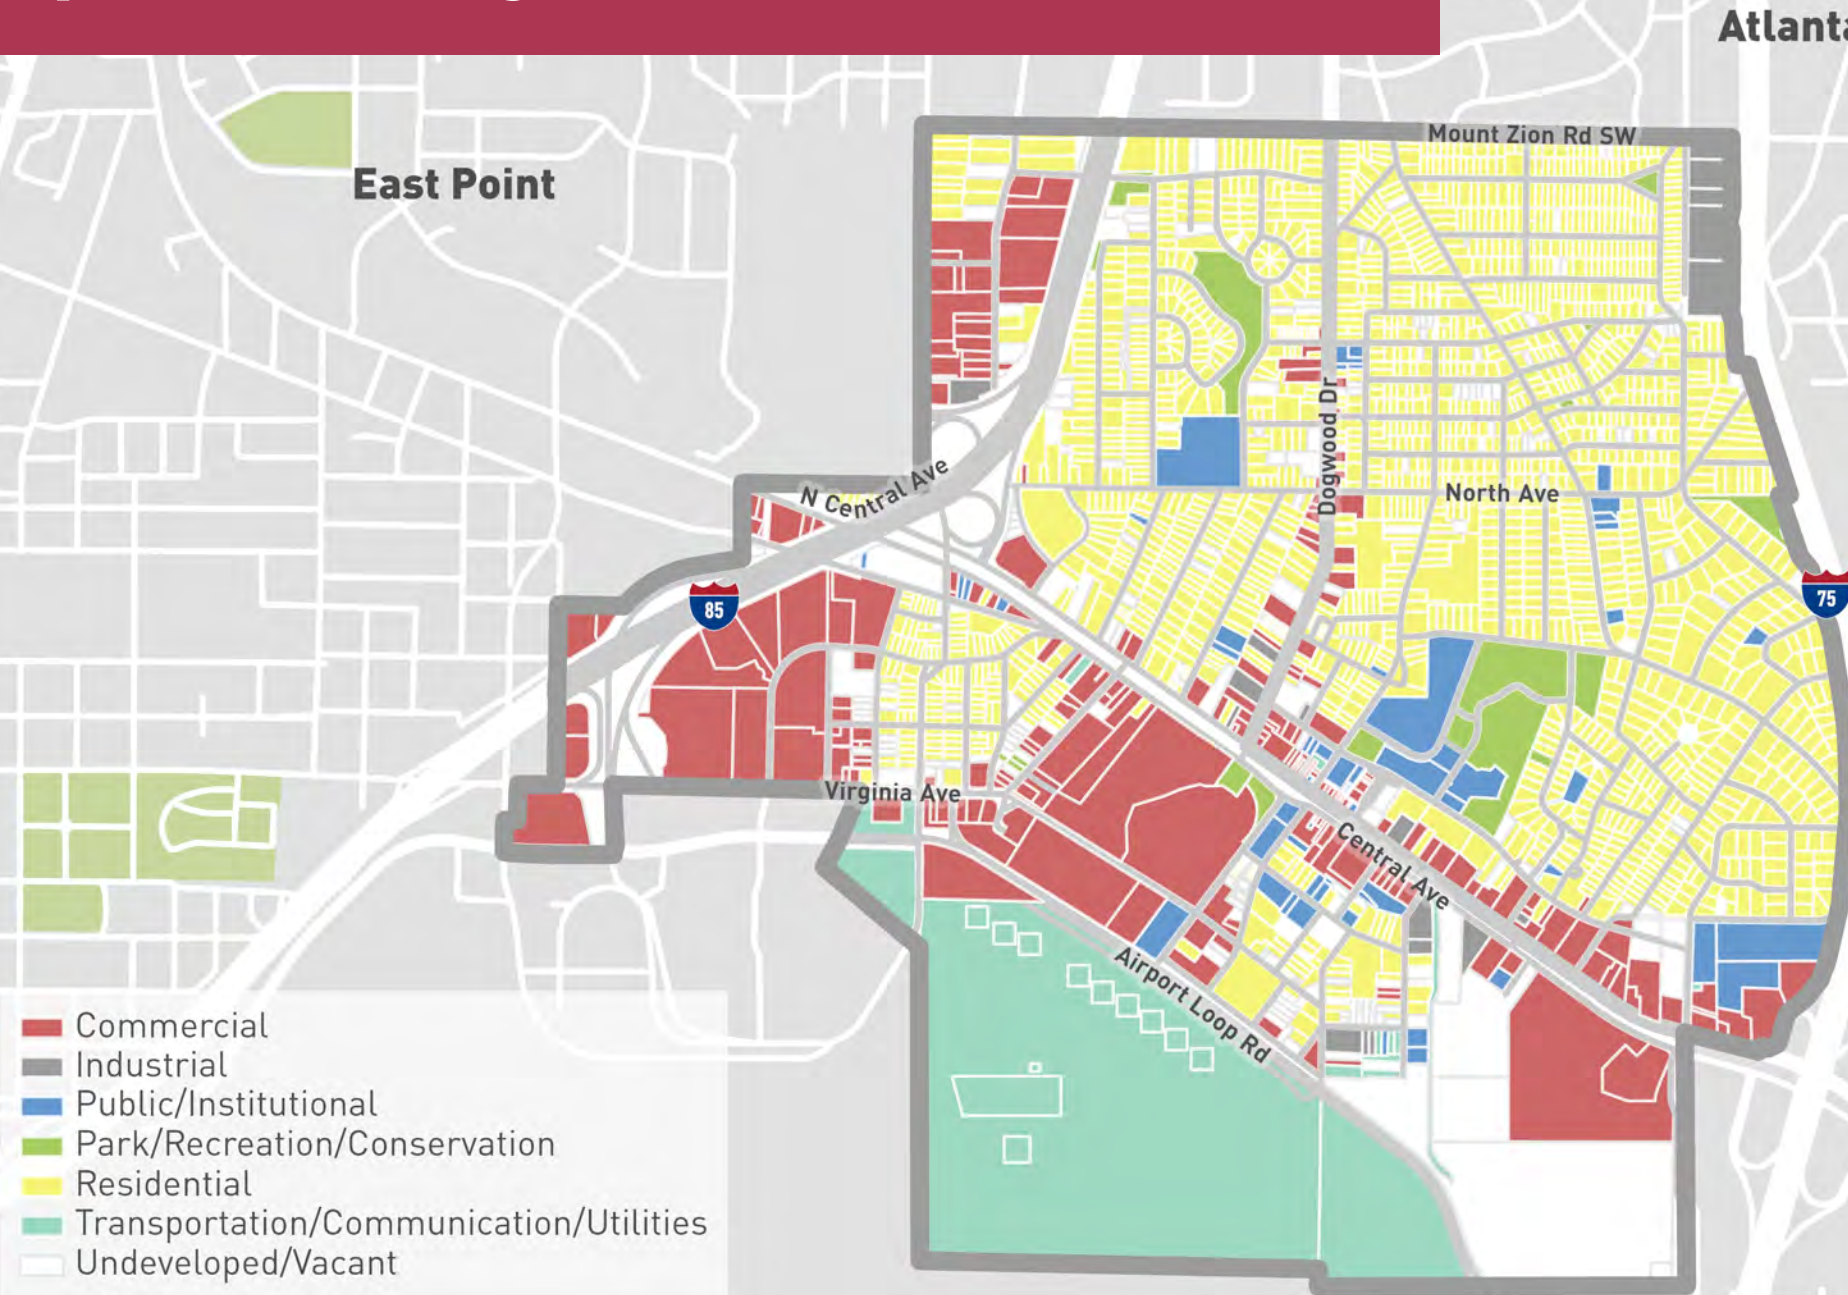 Atlanta
Mount Zion Rd SW
East Point
Dogwood Dr
N Central Ave
North Ave
85
75
Virginia Ave
Central Ave
Airport Loop Rd
Commercial
Industrial
Public/Institutional
Park/Recreation/Conservation
Residential
Transportation/Communication/Utilities
Undeveloped/Vacant